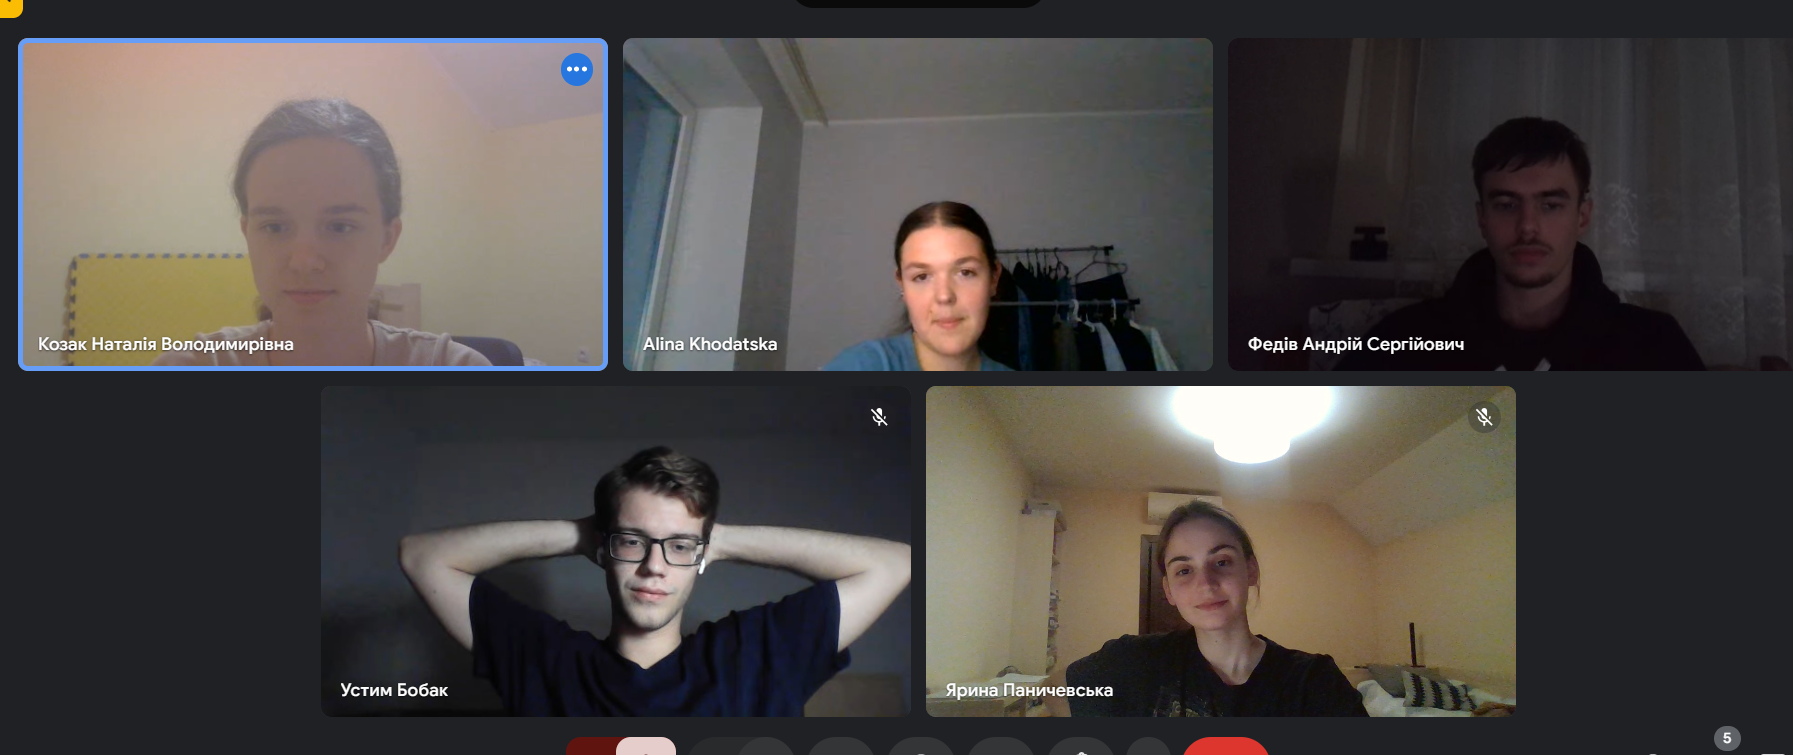 Козак Наталія Володимирівна
Alina Khodatska
Федів Андрій Сергійович
Устим Бобак
Ярина Паничевська
5